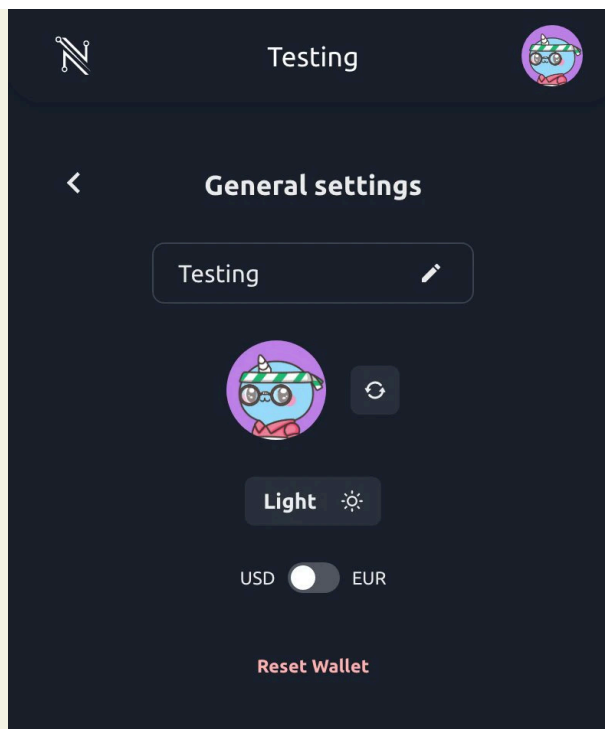 Testing
General settings
Testing
Light
USD EUR
Reset Wallet